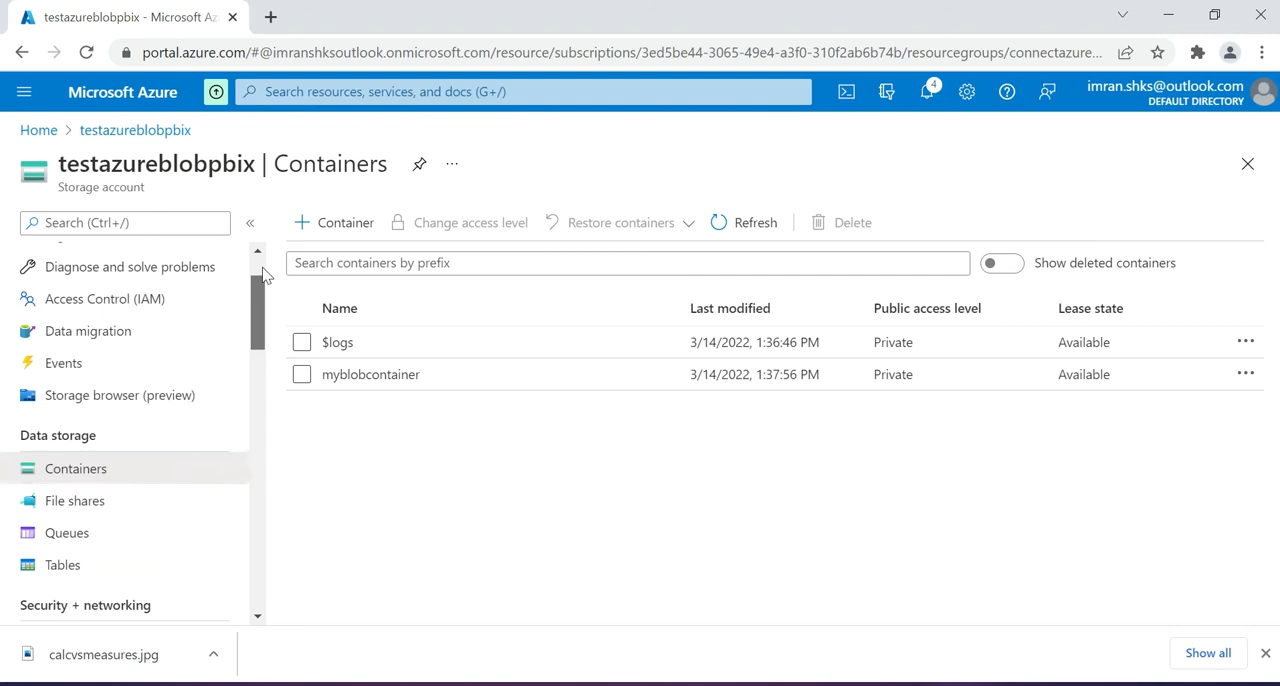 testazureblobpbix - Microsoft Az
portal.azure.com/#@imranshksoutlook.onmicrosoft.com/resource/subscriptions/3ed5be44-3065-49e4-a3f0-310f2ab6b74b/resourcegroups/connectazure...
Microsoft Azure
Search resources, services, and docs (G+/)
4
imran.shks@outlook.com
DEFAULT DIRECTORY
Home > testazureblobpbix
testazureblobpbix | Containers
Storage account
Search (Ctrl+/)
Container
Change access level
Restore containers
Refresh
Delete
Diagnose and solve problems
Access Control (IAM)
Data migration
Events
Storage browser (preview)
Data storage
Containers
File shares
Queues
Tables
Security + networking
Search containers by prefix
Show deleted containers
Name Last modified Public access level Lease state
$logs 3/14/2022, 1:36:46 PM Private Available
myblobcontainer 3/14/2022, 1:37:56 PM Private Available
calcvsmeasures.jpg
Show all